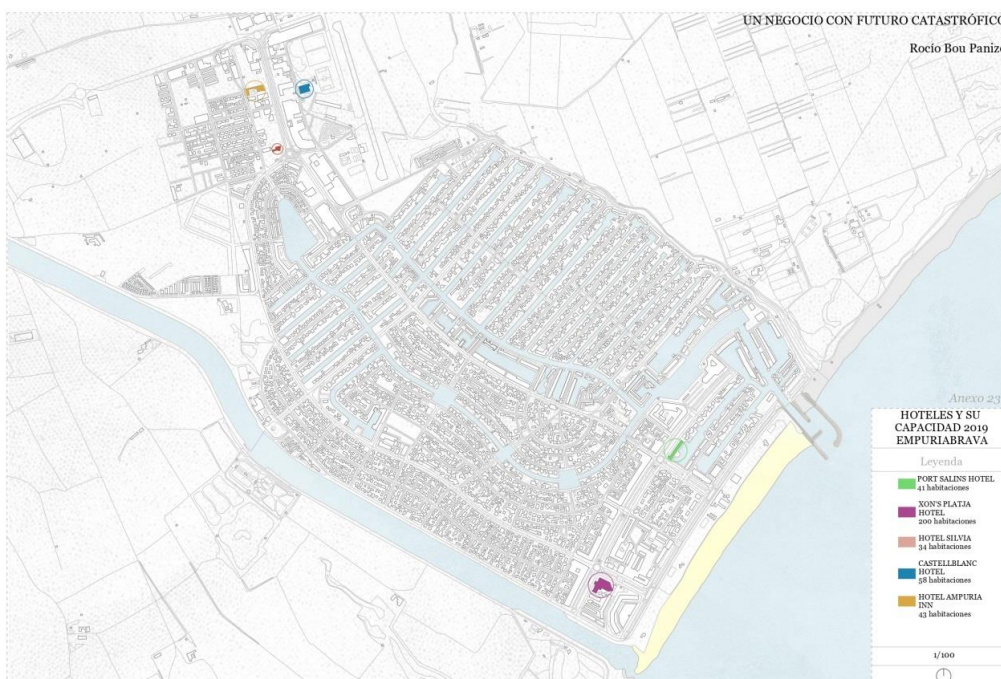 UN NEGOCIO CON FUTURO CATASTRÓFICO
Rocío Bou Panizo
Anexo 23
HOTELES Y SU
CAPACIDAD 2019
EMPURIABRAVA
Leyenda
PORT SALINS HOTEL
41 habitaciones
XON'S PLATJA
HOTEL
200 habitaciones
HOTEL SILVIA
34 habitaciones
CASTELLBLANC
HOTEL
58 habitaciones
HOTEL AMPURIA
INN
43 habitaciones
1/100